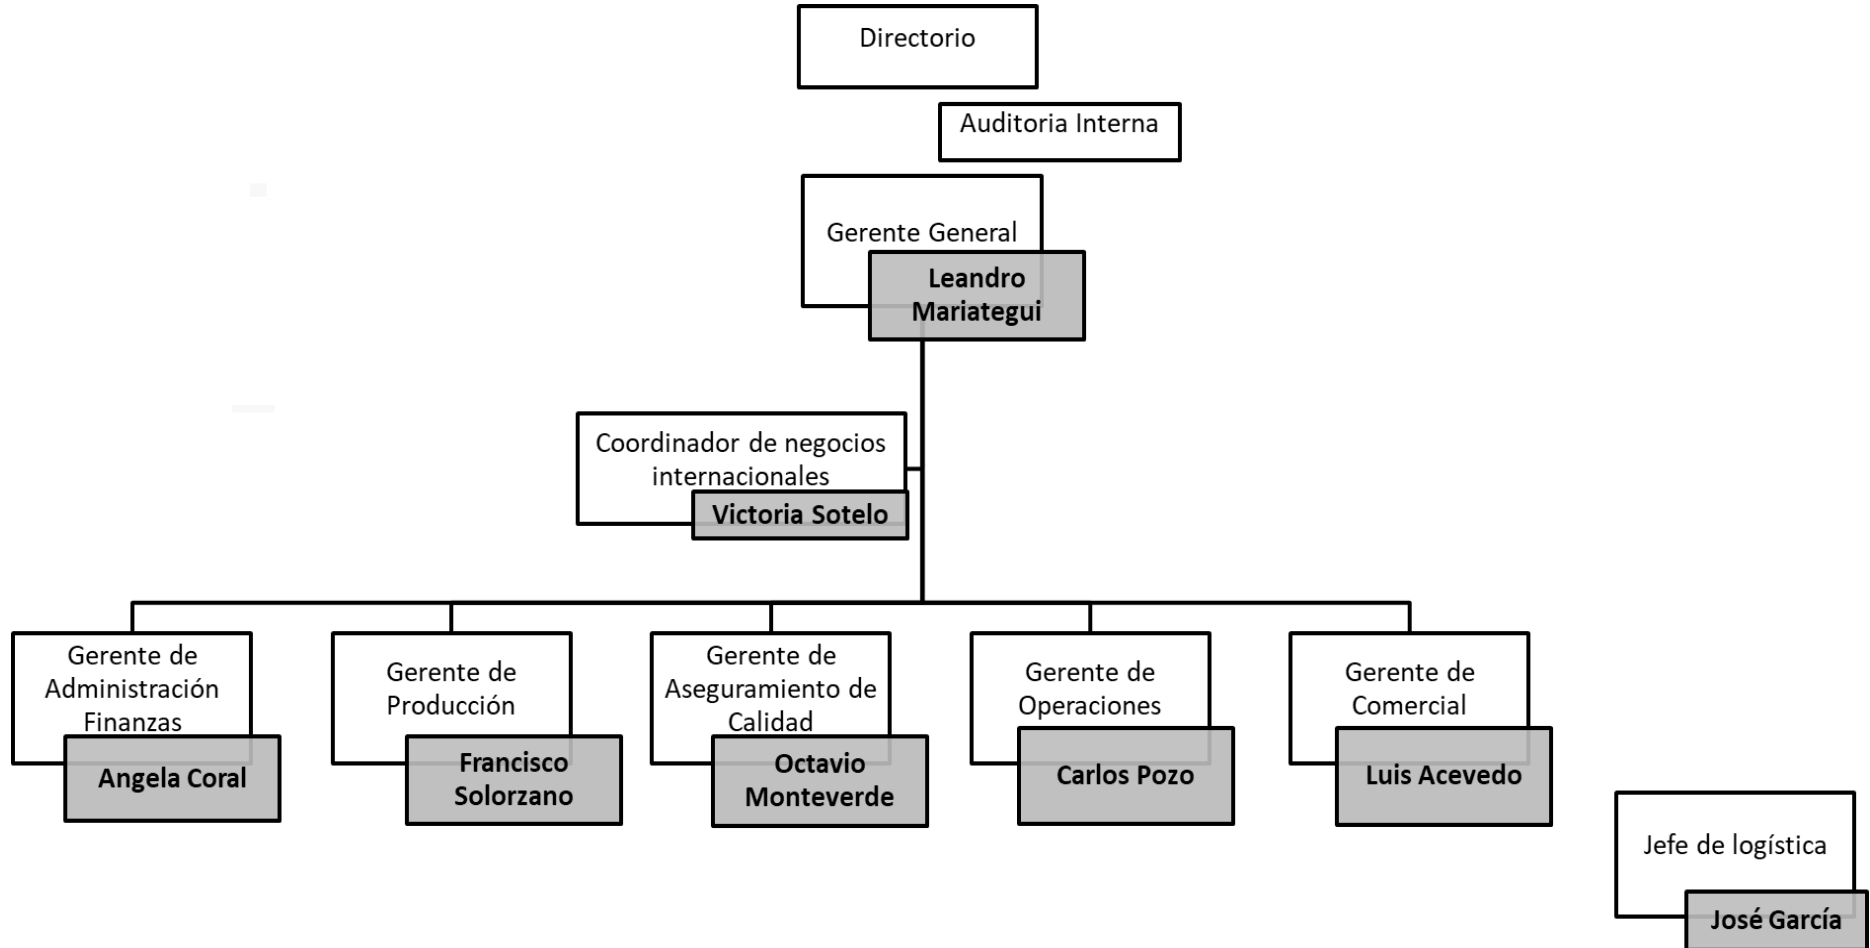 Directorio
Auditoria Interna
Gerente General
Leandro
Mariategui
Coordinador de negocios
internacionales
Victoria Sotelo
Gerente de
Administración
Finanzas
Angela Coral
Gerente de
Producción
Francisco
Solorzano
Gerente de
Aseguramiento de
Calidad
Octavio
Monteverde
Gerente de
Operaciones
Carlos Pozo
Gerente de
Comercial
Luis Acevedo
Jefe de logística
José García